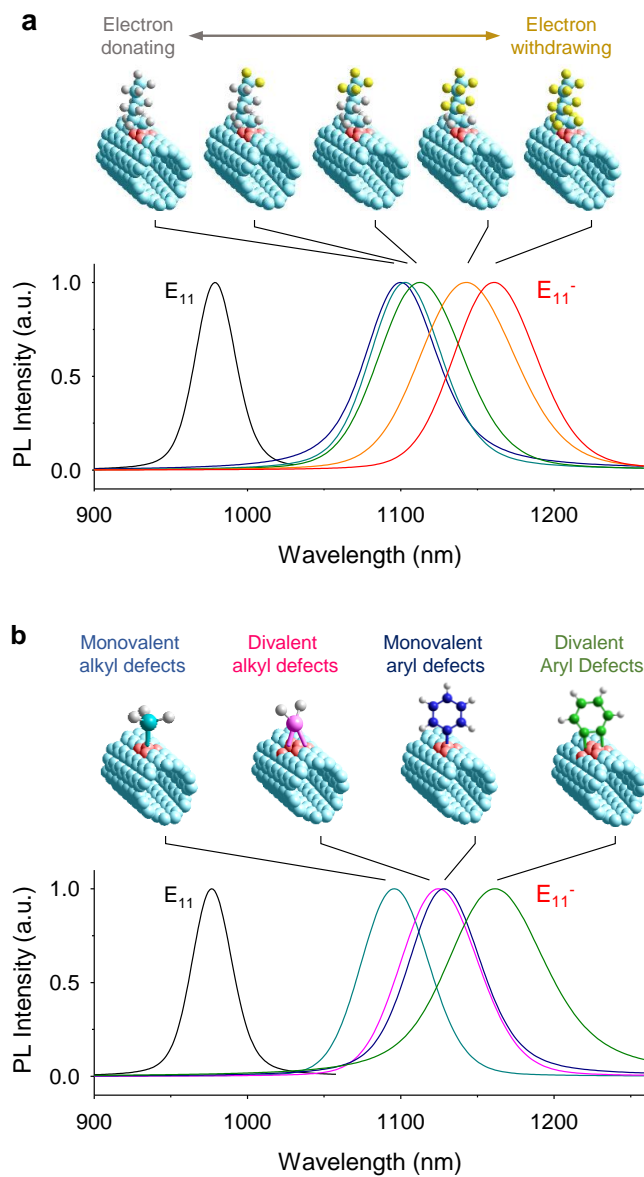 a
Electron
donating
Electron
withdrawing
E11
E11-
1.0
0.5
0.0
PL Intensity (a.u.)
900 1000 1100 1200
Wavelength (nm)
b
Monovalent
alkyl defects
Divalent
alkyl defects
Monovalent
aryl defects
Divalent
Aryl Defects
E11
E11-
1.0
0.5
0.0
PL Intensity (a.u.)
900 1000 1100 1200
Wavelength (nm)